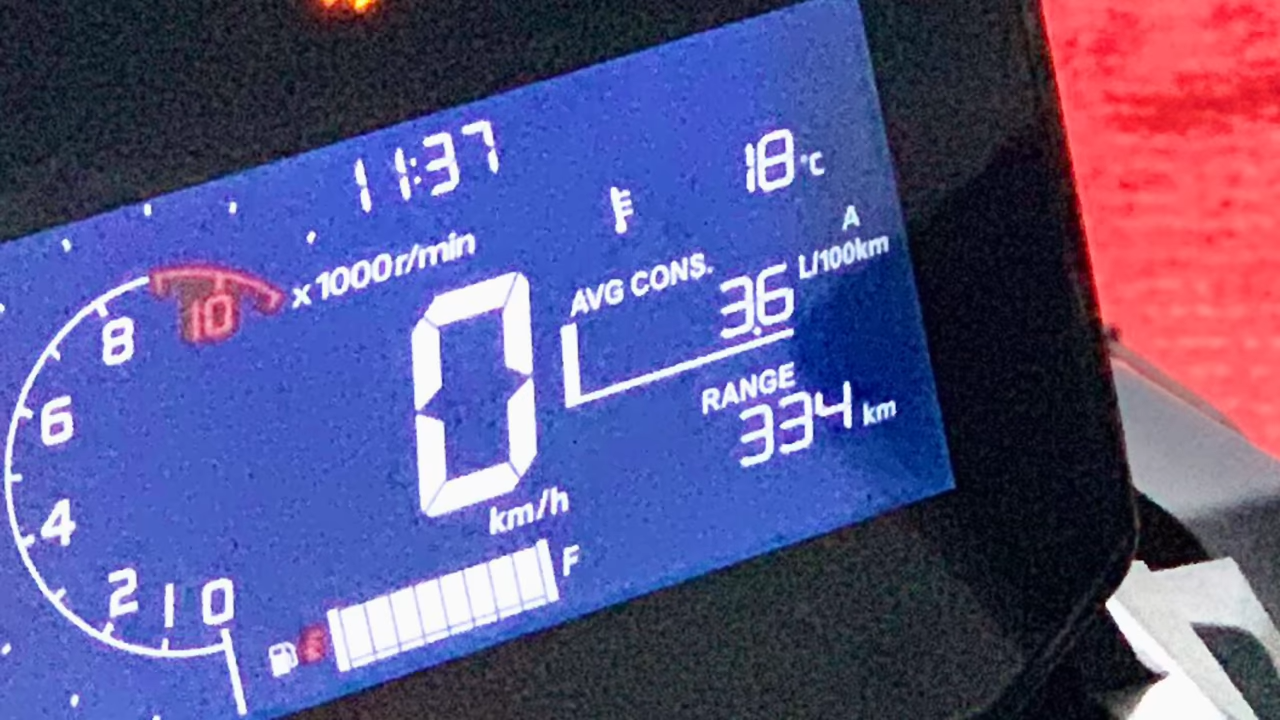 11:37
18°C
A
x1000r/min
AVG CONS.
3.6 L/100km
10
8
6
4
2 1 0
0
km/h
RANGE
334 km
E F